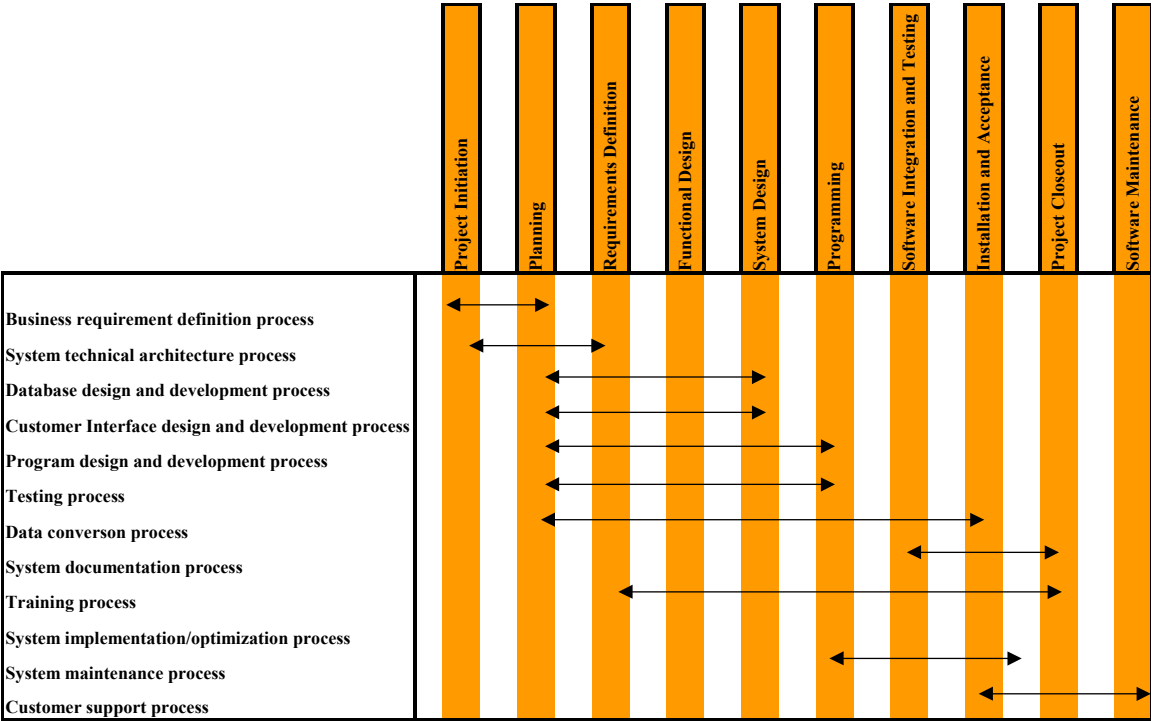 Project Initiation
Planning
Requirements Definition
Functional Design
System Design
Programming
Software Integration and Testing
Installation and Acceptance
Project Closeout
Software Maintenance
Business requirement definition process
System technical architecture process
Database design and development process
Customer Interface design and development process
Program design and development process
Testing process
Data converson process
System documentation process
Training process
System implementation/optimization process
System maintenance process
Customer support process